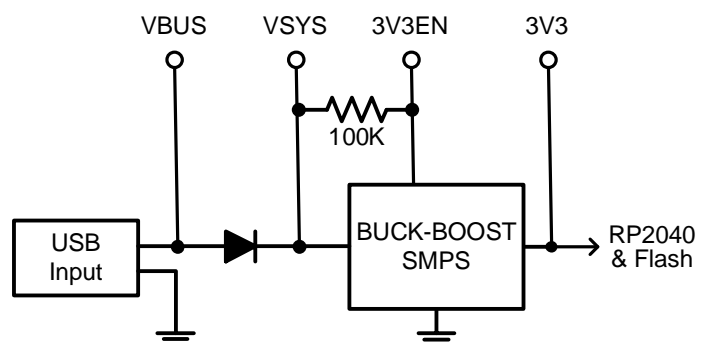 VBUS
VSYS
3V3EN
3V3
100K
USB
Input
BUCK-BOOST
SMPS
RP2040
& Flash